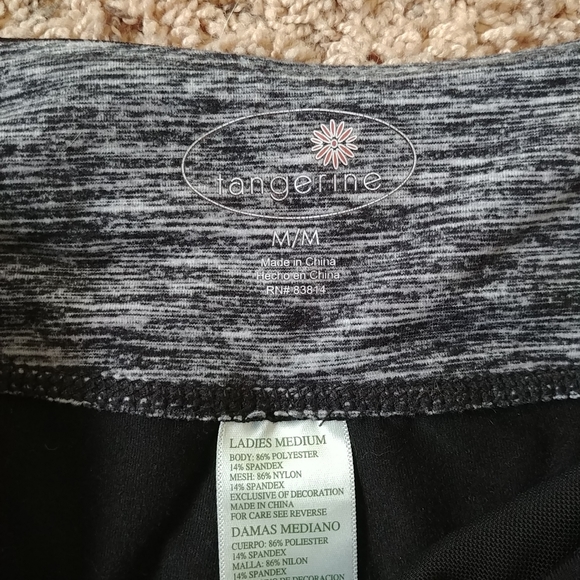 tangerine
M/M
Made in China
Hecho en China
RN# 83814
LADIES MEDIUM
BODY: 86% POLYESTER
14% SPANDEX
MESH: 86% NYLON
14% SPANDEX
EXCLUSIVE OF DECORATION
MADE IN CHINA
FOR CARE SEE REVERSE
DAMAS MEDIANO
CUERPO: 86% POLIESTER
14% SPANDEX
MALLA: 86% NILON
14% SPANDEX